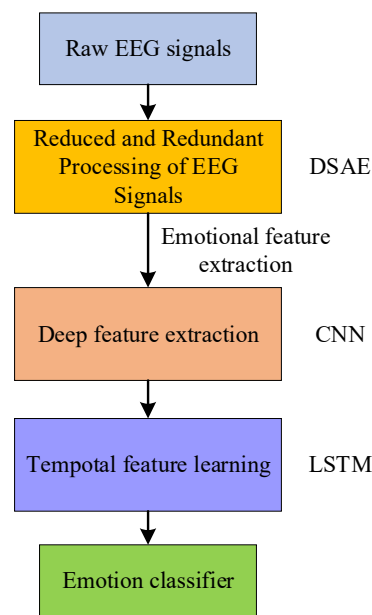 Raw EEG signals
Reduced and Redundant
Processing of EEG
Signals
DSAE
Emotional feature
extraction
Deep feature extraction
CNN
Tempotal feature learning
LSTM
Emotion classifier